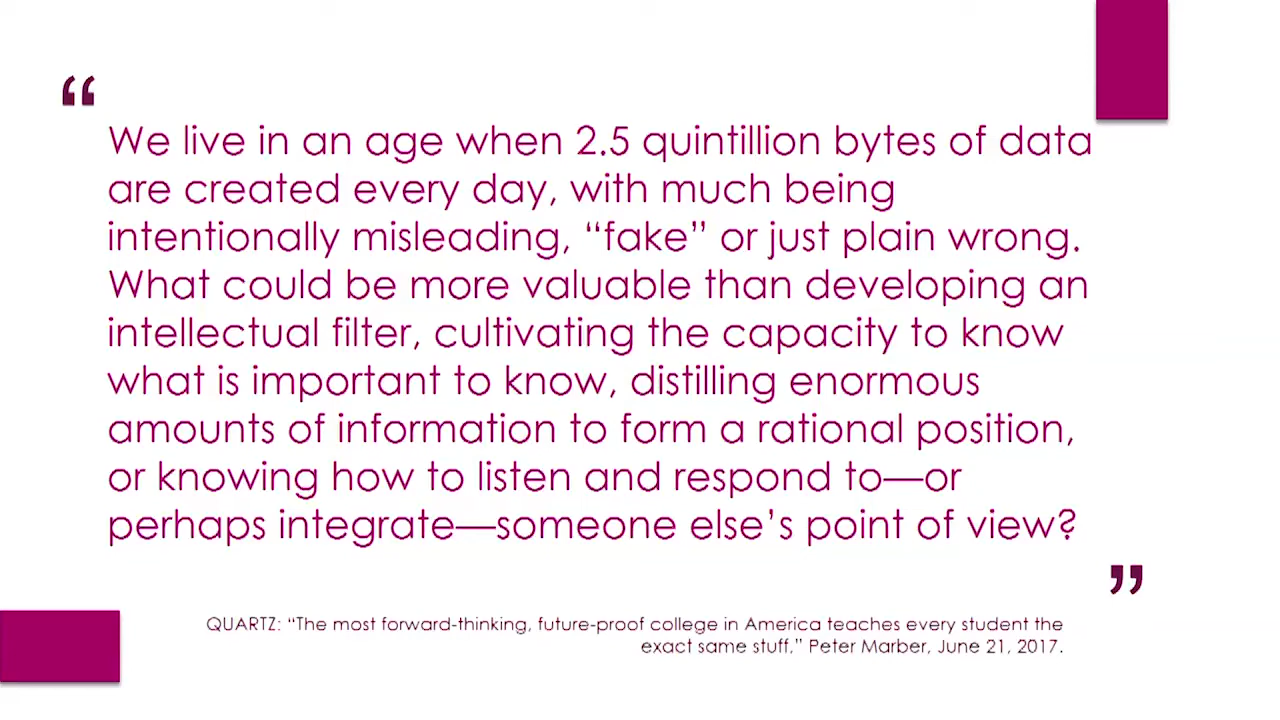 “
We live in an age when 2.5 quintillion bytes of data
are created every day, with much being
intentionally misleading, “fake” or just plain wrong.
What could be more valuable than developing an
intellectual filter, cultivating the capacity to know
what is important to know, distilling enormous
amounts of information to form a rational position,
or knowing how to listen and respond to—or
perhaps integrate—someone else’s point of view?
”
QUARTZ: “The most forward-thinking, future-proof college in America teaches every student the
exact same stuff,” Peter Marber, June 21, 2017.